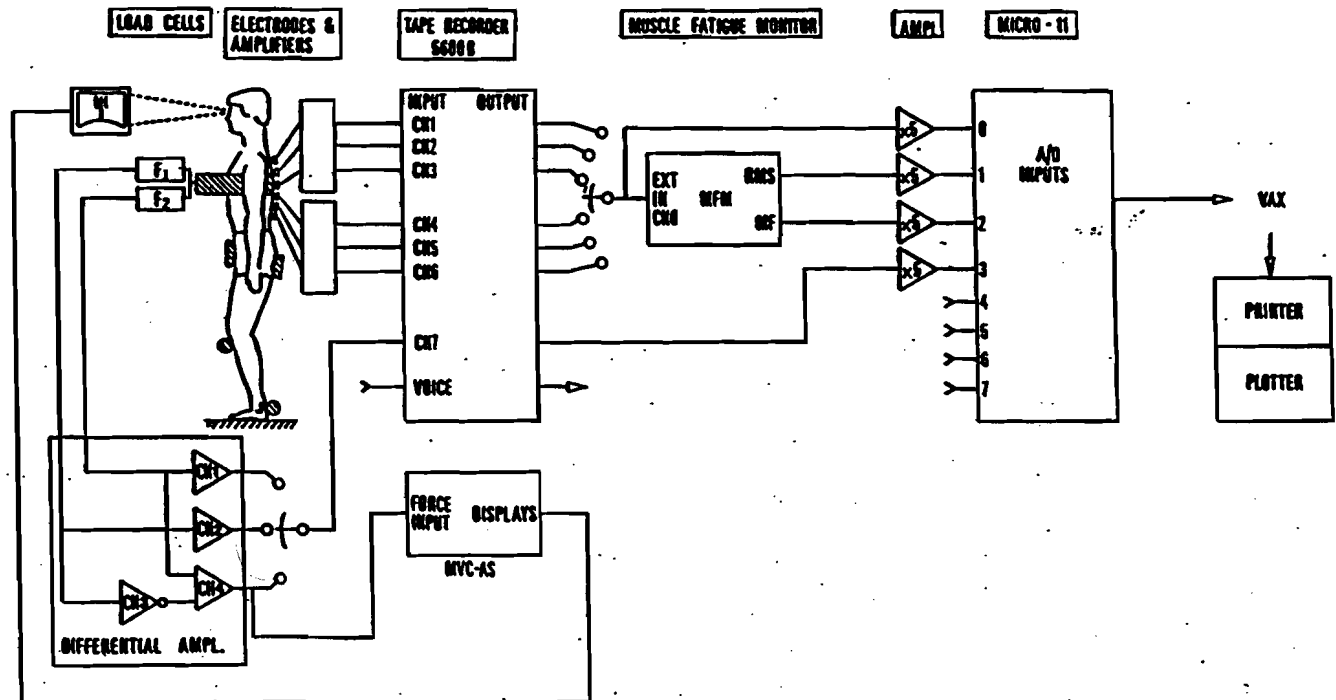 LOAD CELLS
ELECTRODES &
AMPLIFIERS
TAPE RECORDER
5600B
MUSCLE FATIGUE MONITOR
AMPL
MICRO - 11
F1
F2
INPUT OUTPUT
CH1
CH2
CH3
CH4
CH5
CH6
CH7
VOICE
EXT
IN
CH0
MFM
RMS
MF
x5
x5
x5
x5
0
1
2
3
4
5
6
7
A/D
INPUTS
VAX
PRINTER
PLOTTER
CH1
CH2
CH3
CH4
DIFFERENTIAL AMPL.
FORCE
INPUT
DISPLAYS
MVC-AS